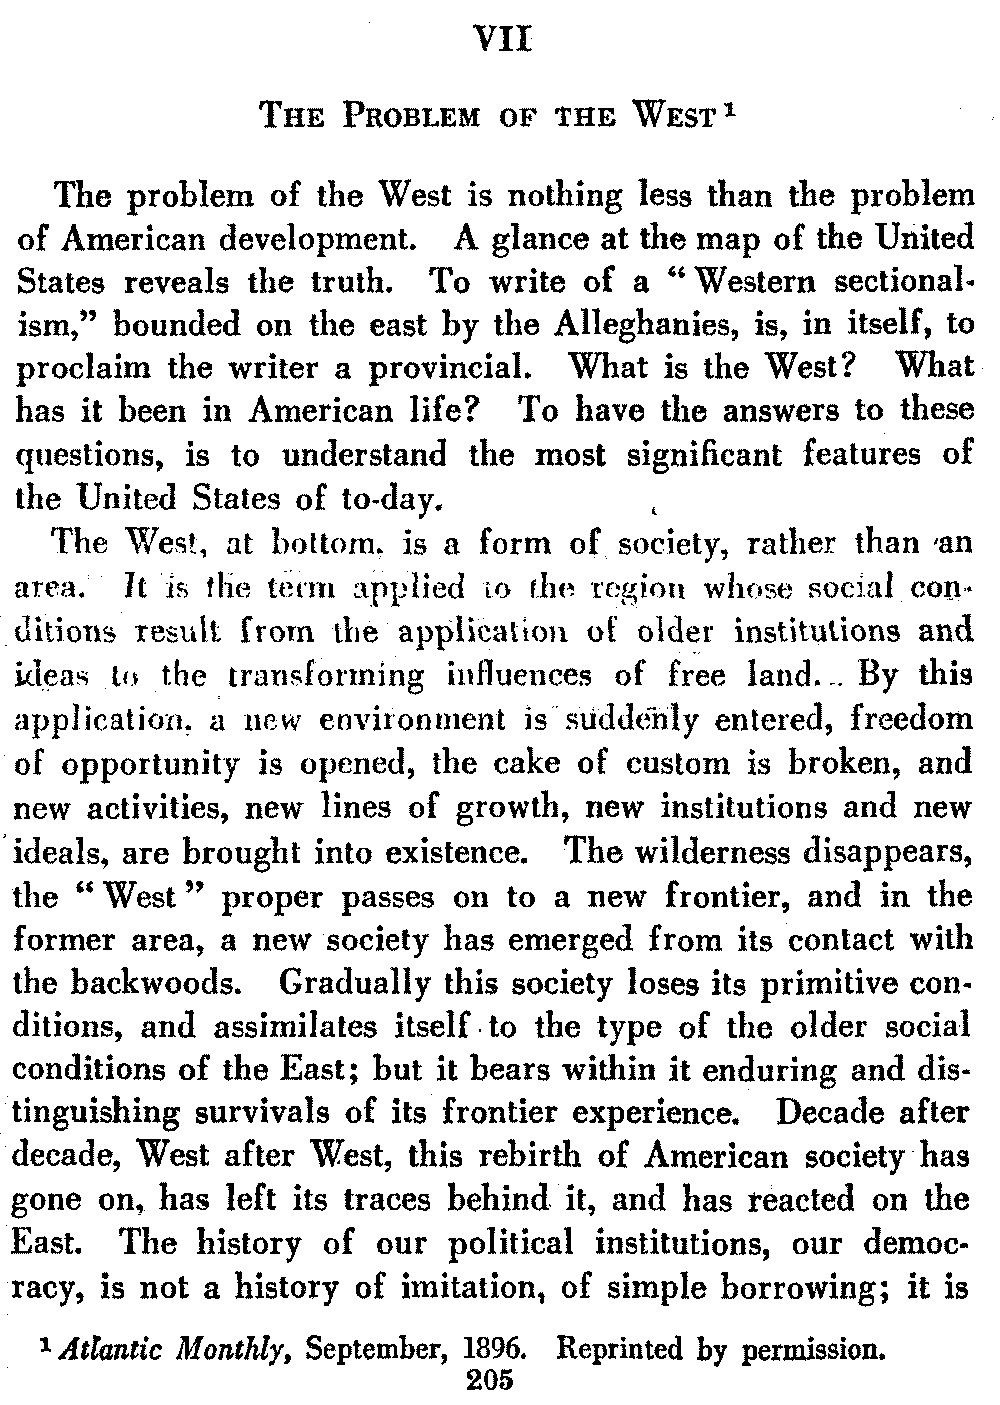 VII
THE PROBLEM OF THE WEST ¹
The problem of the West is nothing less than the problem
of American development. A glance at the map of the United
States reveals the truth. To write of a " Western sectional-
ism," bounded on the east by the Alleghanies, is, in itself, to
proclaim the writer a provincial. What is the West? What
has it been in American life? To have the answers to these
questions, is to understand the most significant features of
the United States of to-day.
The West, at bottom, is a form of society, rather than an
area. It is the term applied to the region whose social con-
ditions result from the application of older institutions and
ideas to the transforming influences of free land. By this
application, a new environment is suddenly entered, freedom
of opportunity is opened, the cake of custom is broken, and
new activities, new lines of growth, new institutions and new
ideals, are brought into existence. The wilderness disappears,
the " West " proper passes on to a new frontier, and in the
former area, a new society has emerged from its contact with
the backwoods. Gradually this society loses its primitive con-
ditions, and assimilates itself to the type of the older social
conditions of the East; but it bears within it enduring and dis-
tinguishing survivals of its frontier experience. Decade after
decade, West after West, this rebirth of American society has
gone on, has left its traces behind it, and has reacted on the
East. The history of our political institutions, our democ-
racy, is not a history of imitation, of simple borrowing; it is
¹ Atlantic Monthly, September, 1896. Reprinted by permission.
205